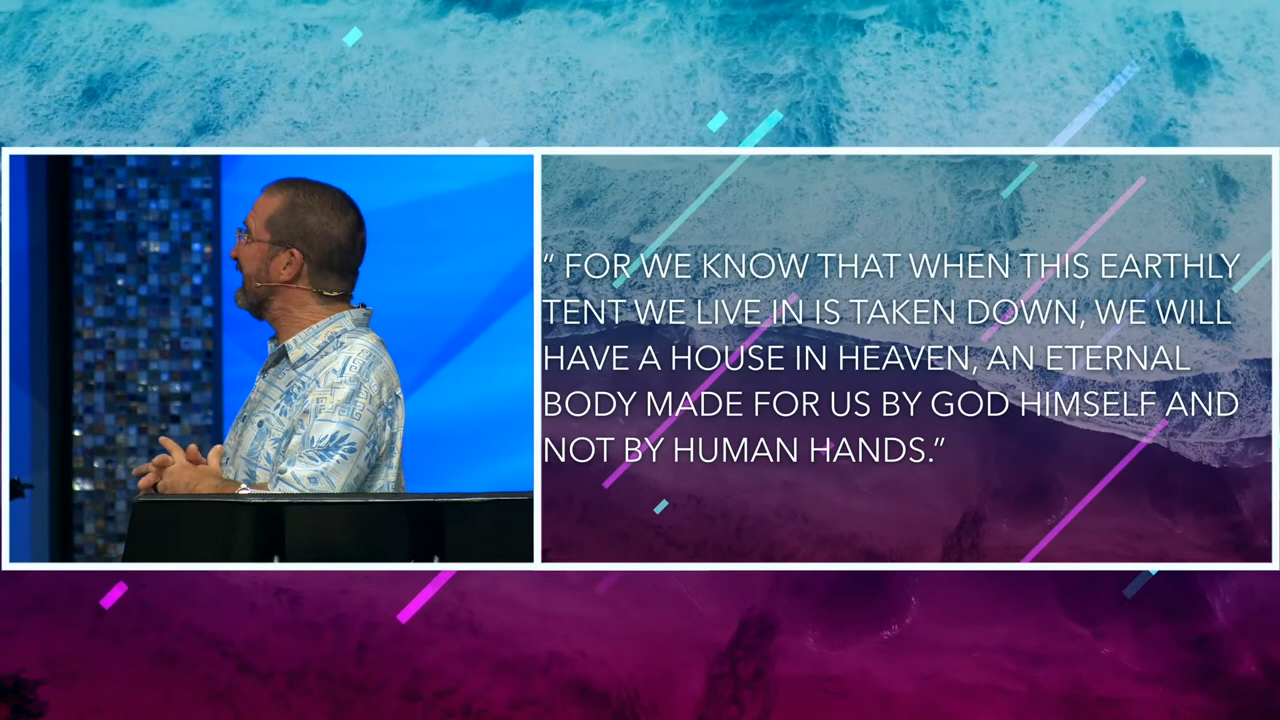 “ FOR WE KNOW THAT WHEN THIS EARTHLY
TENT WE LIVE IN IS TAKEN DOWN, WE WILL
HAVE A HOUSE IN HEAVEN, AN ETERNAL
BODY MADE FOR US BY GOD HIMSELF AND
NOT BY HUMAN HANDS.”